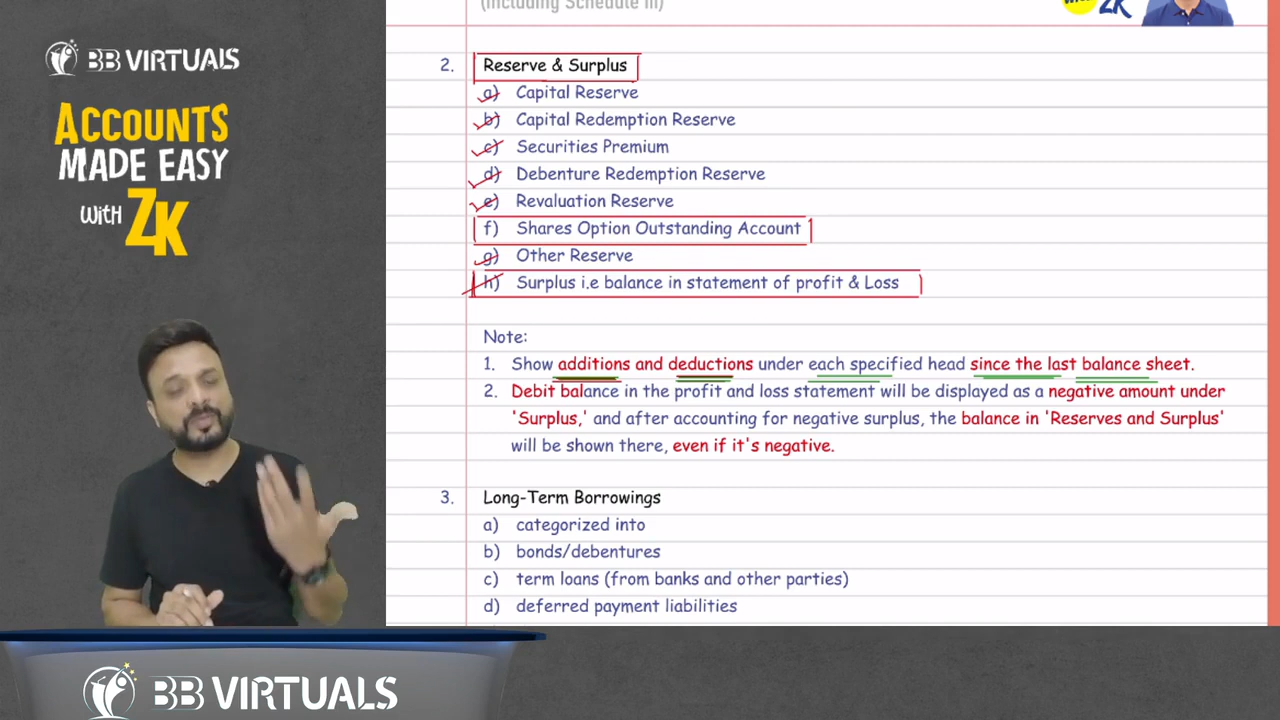 BB VIRTUALS
ACCOUNTS
MADE EASY
with ZK
(Including Schedule III)
with ZK
2. Reserve & Surplus
a) Capital Reserve
b) Capital Redemption Reserve
c) Securities Premium
d) Debenture Redemption Reserve
e) Revaluation Reserve
f) Shares Option Outstanding Account
g) Other Reserve
h) Surplus i.e balance in statement of profit & Loss
Note:
1. Show additions and deductions under each specified head since the last balance sheet.
2. Debit balance in the profit and loss statement will be displayed as a negative amount under
'Surplus,' and after accounting for negative surplus, the balance in 'Reserves and Surplus'
will be shown there, even if it's negative.
3. Long-Term Borrowings
a) categorized into
b) bonds/debentures
c) term loans (from banks and other parties)
d) deferred payment liabilities
BB VIRTUALS